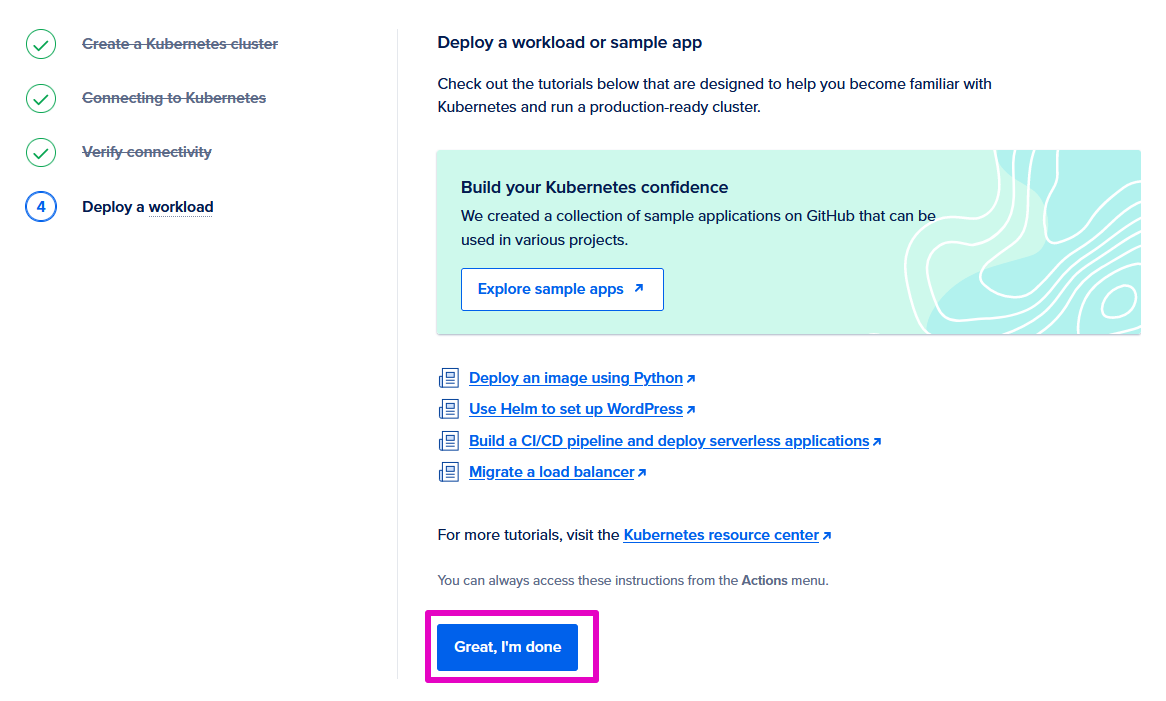 Create a Kubernetes cluster
Connecting to Kubernetes
Verify connectivity
4
Deploy a workload
Deploy a workload or sample app
Check out the tutorials below that are designed to help you become familiar with
Kubernetes and run a production-ready cluster.
Build your Kubernetes confidence
We created a collection of sample applications on GitHub that can be
used in various projects.
Explore sample apps
Deploy an image using Python
Use Helm to set up WordPress
Build a CI/CD pipeline and deploy serverless applications
Migrate a load balancer
For more tutorials, visit the Kubernetes resource center
You can always access these instructions from the Actions menu.
Great, I'm done